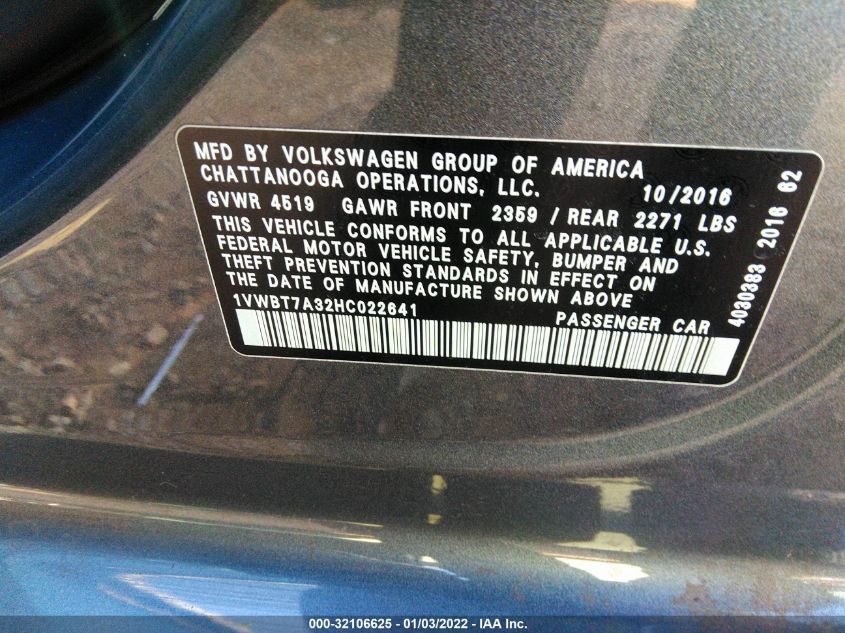 MFD BY VOLKSWAGEN GROUP OF AMERICA
CHATTANOOGA OPERATIONS, LLC. 10/2016
GVWR 4519 GAWR FRONT 2359 / REAR 2271 LBS
THIS VEHICLE CONFORMS TO ALL APPLICABLE U.S.
FEDERAL MOTOR VEHICLE SAFETY, BUMPER AND
THEFT PREVENTION STANDARDS IN EFFECT ON
THE DATE OF MANUFACTURE SHOWN ABOVE
1VWBT7A32HC022641 PASSENGER CAR
4030383 2016 62
000-32106625 - 01/03/2022 - IAA Inc.